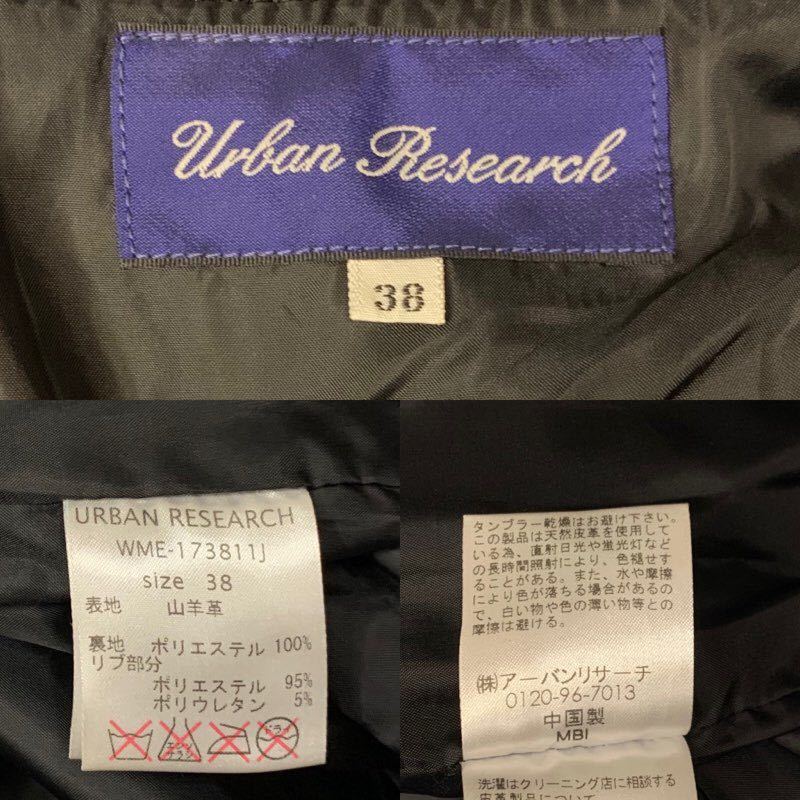 Urban Research
38
URBAN RESEARCH
WME-173811J
size 38
表地 山羊革
裏地 ポリエステル 100%
リブ部分
ポリエステル 95%
ポリウレタン 5%
タンブラー乾燥はお避け下さい。
この製品は天然皮革を使用して
いる為、直射日光や蛍光灯など
の長時間照射により、色褪せす
ることがある。また、水や摩擦
により色が落ちる場合があるの
で、白い物や色の薄い物等との
摩擦は避ける。
㈱アーバンリサーチ
0120-96-7013
中国製
MBI
洗濯はクリーニング店に相談する
皮革製品について